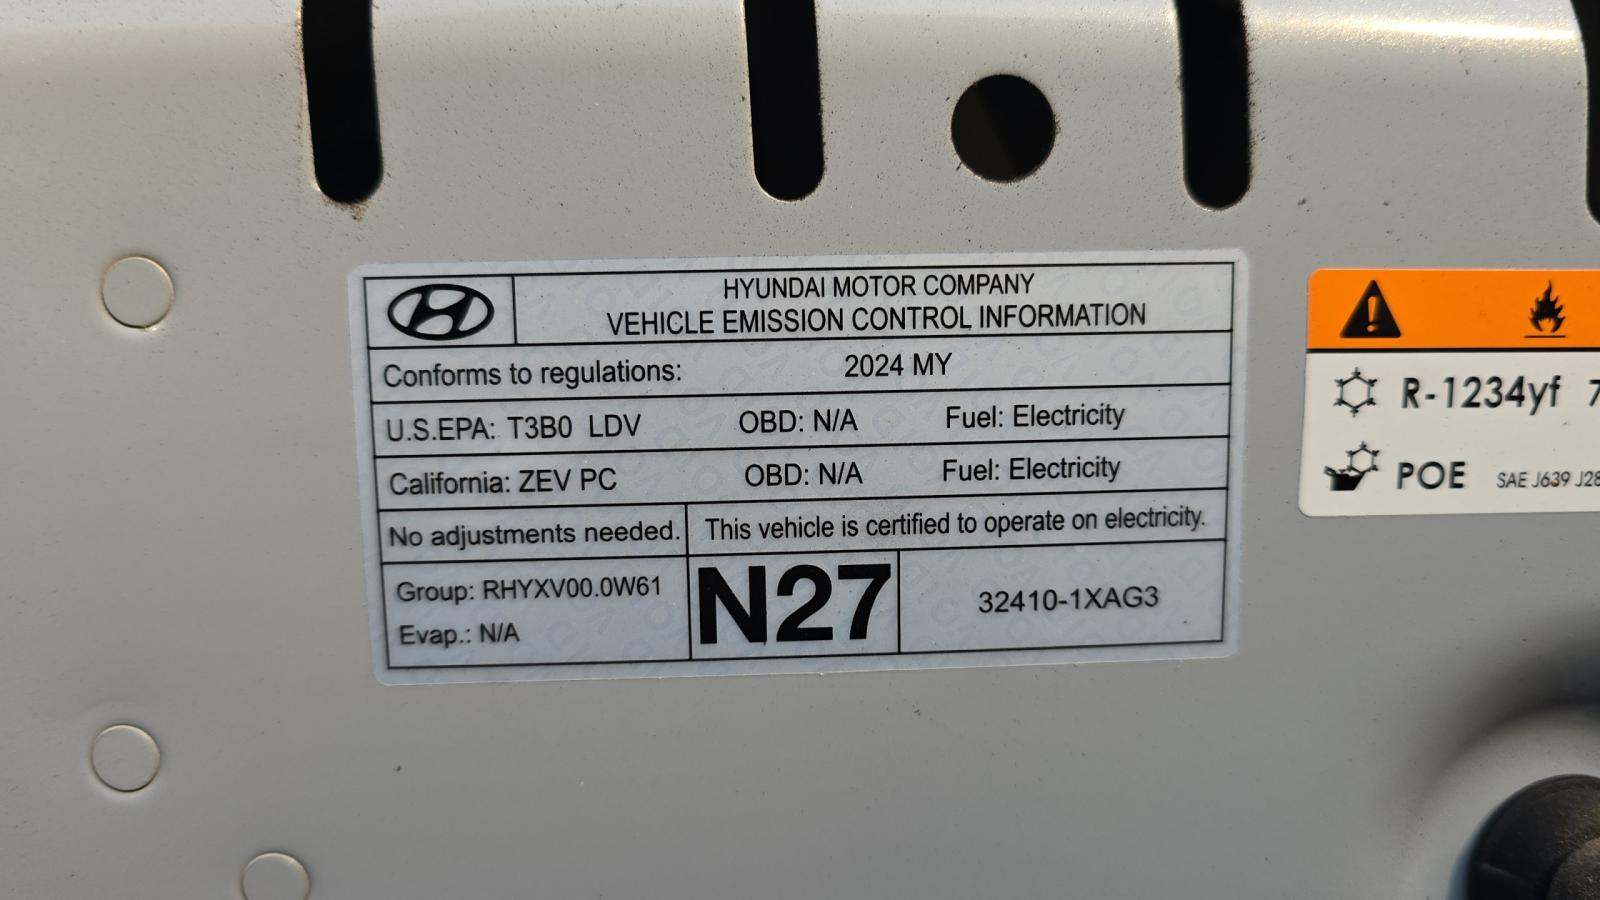 HYUNDAI MOTOR COMPANY
VEHICLE EMISSION CONTROL INFORMATION
Conforms to regulations: 2024 MY
U.S.EPA: T3B0 LDV OBD: N/A Fuel: Electricity
California: ZEV PC OBD: N/A Fuel: Electricity
No adjustments needed. This vehicle is certified to operate on electricity.
Group: RHYXV00.0W61
Evap.: N/A
N27
32410-1XAG3
R-1234yf
POE SAE J639